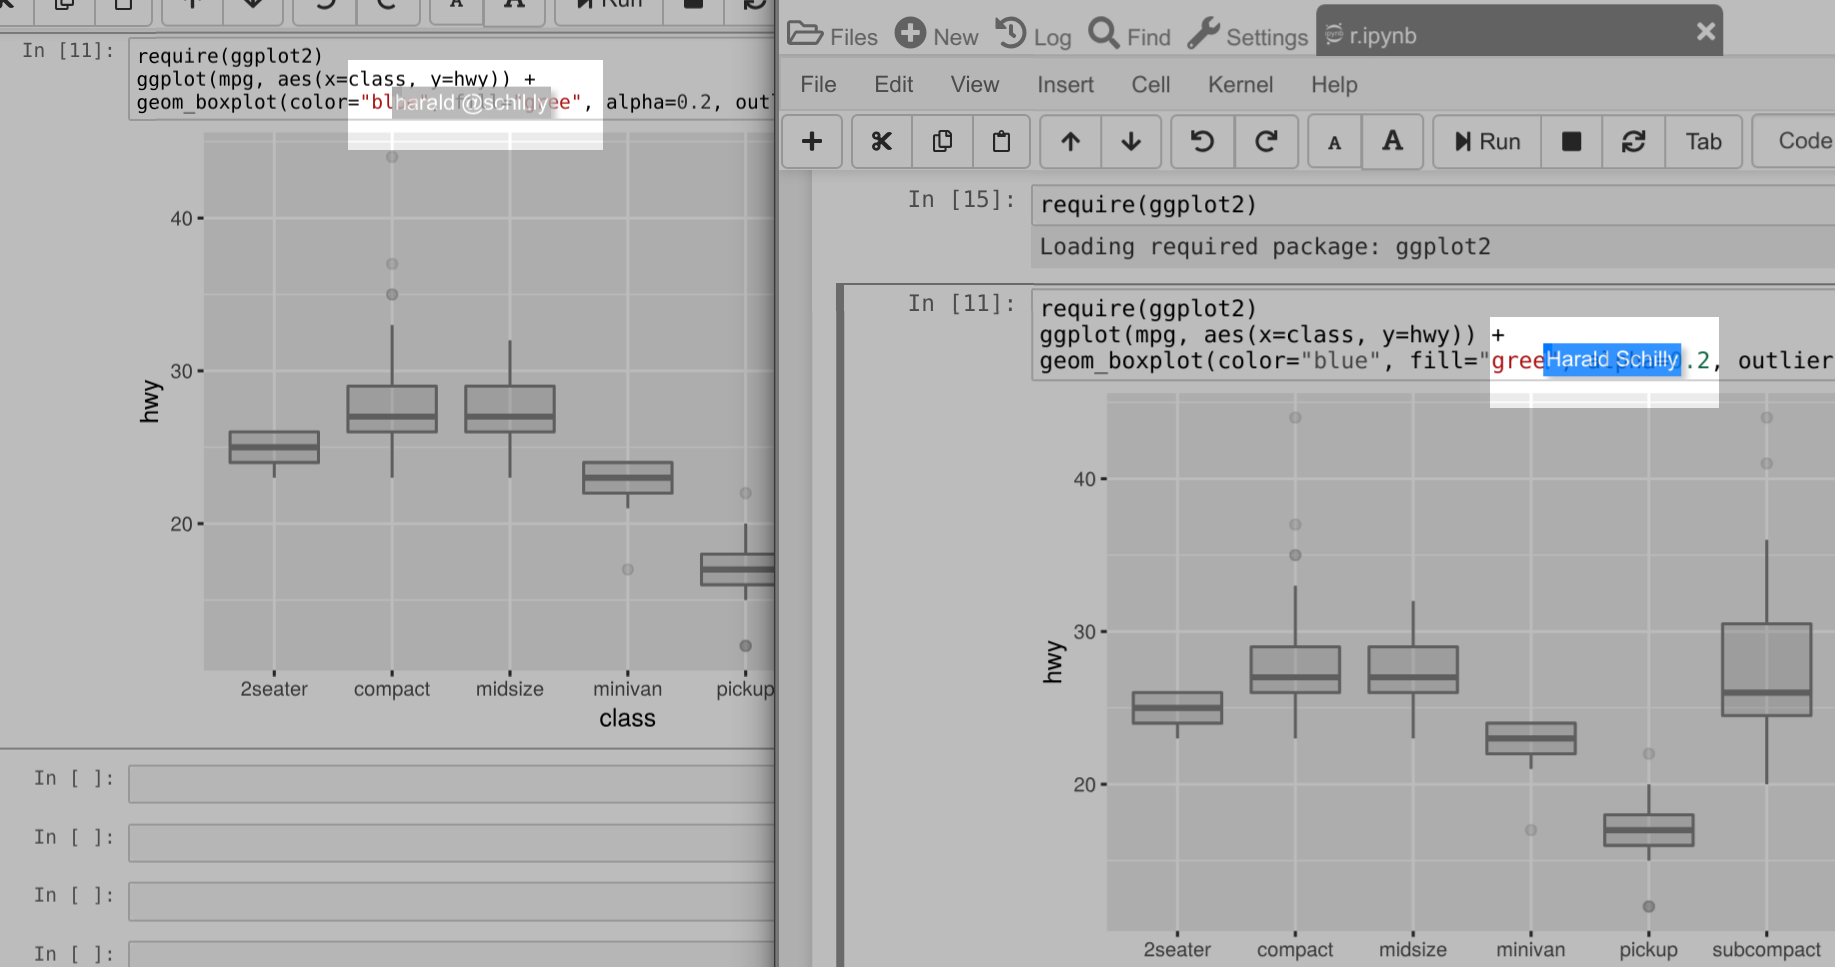 Run
In [11]:
require(ggplot2)
ggplot(mpg, aes(x=class, y=hwy)) +
geom_boxplot(color="bl harald @schilly ee", alpha=0.2, outl
40
30
20
hwy
2seater compact midsize minivan pickup
class
In [ ]:
In [ ]:
In [ ]:
In [ ]:
Files New Log Find Settings r.ipynb
File Edit View Insert Cell Kernel Help
A A Run Tab Code
In [15]:
require(ggplot2)
Loading required package: ggplot2
In [11]:
require(ggplot2)
ggplot(mpg, aes(x=class, y=hwy)) +
geom_boxplot(color="blue", fill="gree Harald Schilly .2, outlier
40
30
20
hwy
2seater compact midsize minivan pickup subcompact